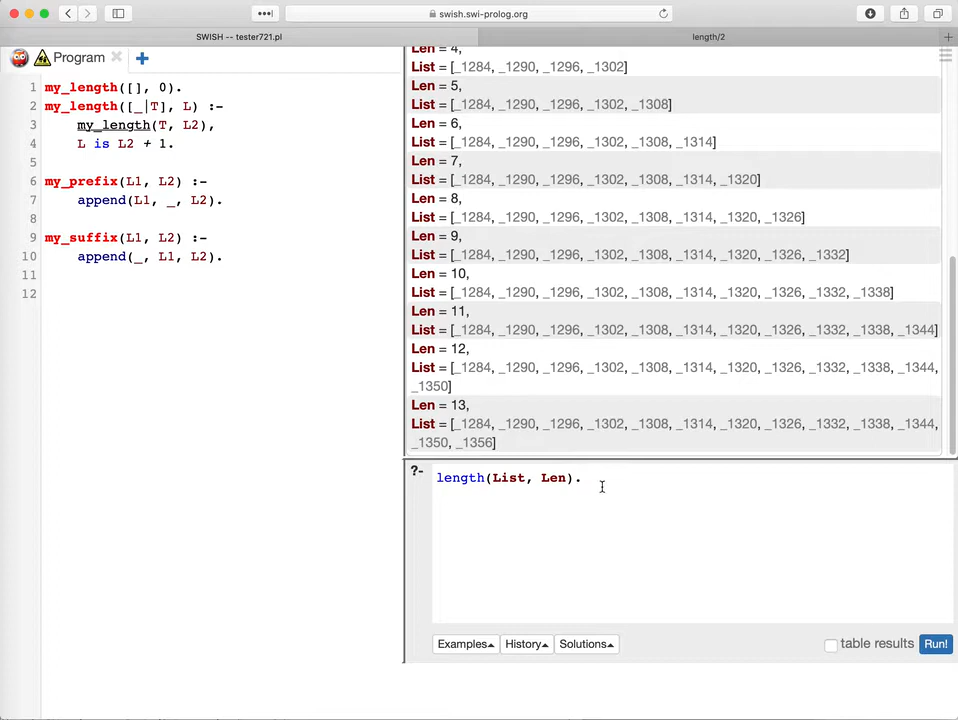 swish.swi-prolog.org
SWISH -- tester721.pl
length/2
Program
1 my_length([], 0).
2 my_length([_|T], L) :-
3 my_length(T, L2),
4 L is L2 + 1.
5
6 my_prefix(L1, L2) :-
7 append(L1, _, L2).
8
9 my_suffix(L1, L2) :-
10 append(_, L1, L2).
11
12
Len = 4,
List = [_1284, _1290, _1296, _1302]
Len = 5,
List = [_1284, _1290, _1296, _1302, _1308]
Len = 6,
List = [_1284, _1290, _1296, _1302, _1308, _1314]
Len = 7,
List = [_1284, _1290, _1296, _1302, _1308, _1314, _1320]
Len = 8,
List = [_1284, _1290, _1296, _1302, _1308, _1314, _1320, _1326]
Len = 9,
List = [_1284, _1290, _1296, _1302, _1308, _1314, _1320, _1326, _1332]
Len = 10,
List = [_1284, _1290, _1296, _1302, _1308, _1314, _1320, _1326, _1332, _1338]
Len = 11,
List = [_1284, _1290, _1296, _1302, _1308, _1314, _1320, _1326, _1332, _1338, _1344]
Len = 12,
List = [_1284, _1290, _1296, _1302, _1308, _1314, _1320, _1326, _1332, _1338, _1344,
_1350]
Len = 13,
List = [_1284, _1290, _1296, _1302, _1308, _1314, _1320, _1326, _1332, _1338, _1344,
_1350, _1356]
?- length(List, Len).
Examples History Solutions table results Run!